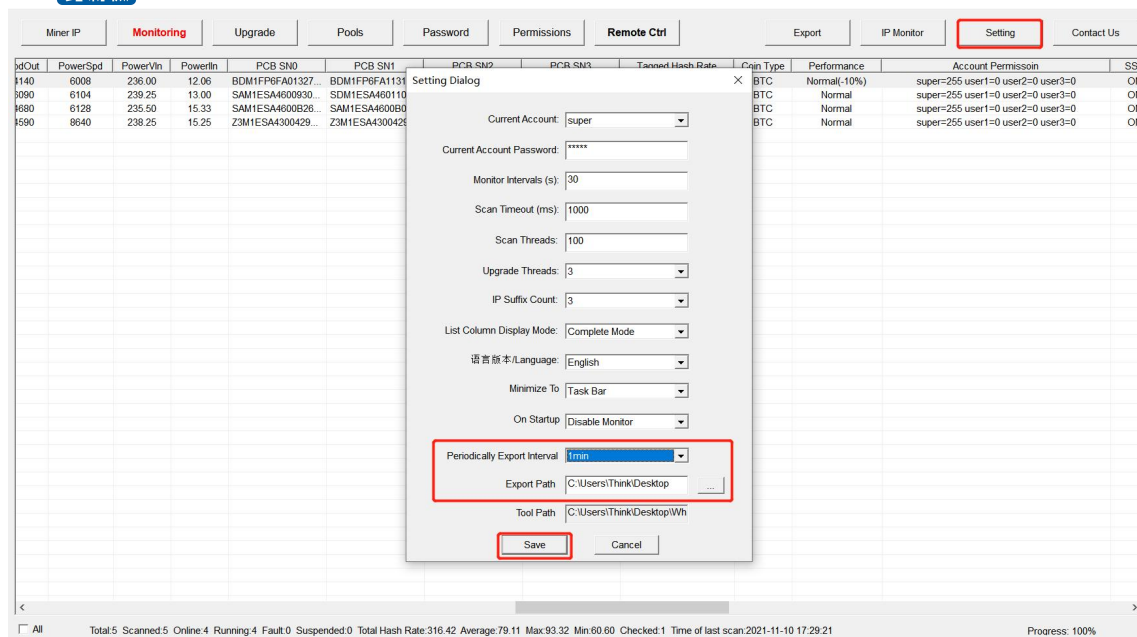 Miner IP Monitoring Upgrade Pools Password Permissions Remote Ctrl Export IP Monitor Setting Contact Us
PowerSpd PowerVIn PowerIIn PCB SN0 PCB SN1 PCB SN2 PCB SN3 Tagged Hash Rate Coin Type Performance Account Permissoin
6008 236.00 12.06 BDM1FP6FA01327... BDM1FP6FA1131 BTC Normal(-10%) super=255 user1=0 user2=0 user3=0
6104 239.25 13.00 SAM1ESA4600930... SDM1ESA460110 BTC Normal super=255 user1=0 user2=0 user3=0
6128 235.50 15.33 SAM1ESA4600B26... SAM1ESA4600B0 BTC Normal super=255 user1=0 user2=0 user3=0
8640 238.25 15.25 Z3M1ESA4300429... Z3M1ESA4300429 BTC Normal super=255 user1=0 user2=0 user3=0
Setting Dialog
Current Account: super
Current Account Password: *****
Monitor Intervals (s): 30
Scan Timeout (ms): 1000
Scan Threads: 100
Upgrade Threads: 3
IP Suffix Count: 3
List Column Display Mode: Complete Mode
语言版本/Language: English
Minimize To Task Bar
On Startup Disable Monitor
Periodically Export Interval 1min
Export Path C:\Users\Think\Desktop ...
Tool Path C:\Users\Think\Desktop\Wh
Save Cancel
All Total:5 Scanned:5 Online:4 Running:4 Fault:0 Suspended:0 Total Hash Rate:316.42 Average:79.11 Max:93.32 Min:60.60 Checked:1 Time of last scan:2021-11-10 17:29:21 Progress: 100%